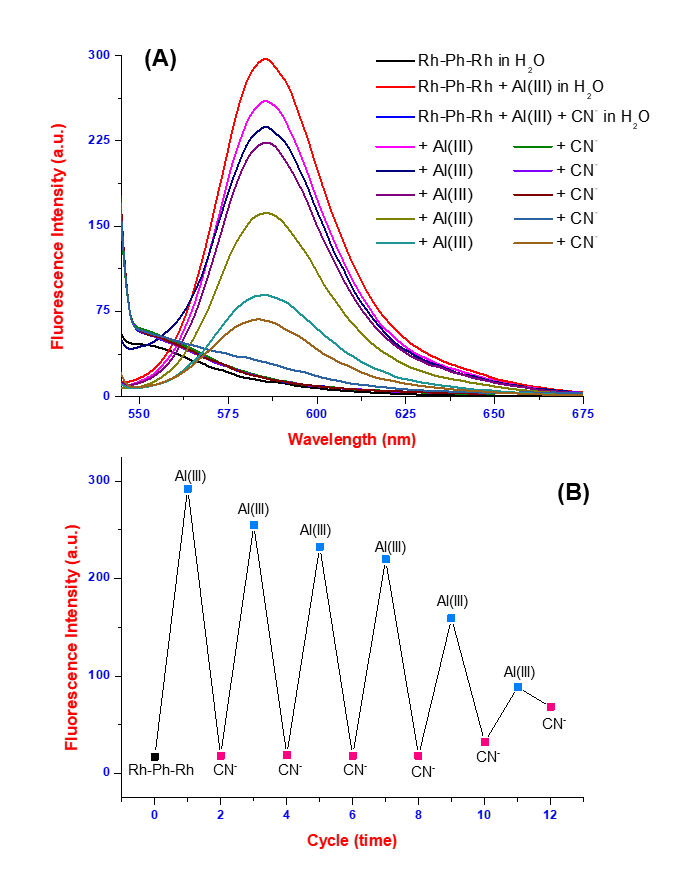 (A)
300
225
150
75
0
Fluorescence Intensity (a.u.)
Rh-Ph-Rh in H₂O
Rh-Ph-Rh + Al(III) in H₂O
Rh-Ph-Rh + Al(III) + CN⁻ in H₂O
+ Al(III) + CN⁻
+ Al(III) + CN⁻
+ Al(III) + CN⁻
+ Al(III) + CN⁻
+ Al(III) + CN⁻
550 575 600 625 650 675
Wavelength (nm)
(B)
300
200
100
0
Fluorescence Intensity (a.u.)
Al(III)
Al(III)
Al(III)
Al(III)
Al(III)
Al(III)
Rh-Ph-Rh
CN⁻
CN⁻
CN⁻
CN⁻
CN⁻
CN⁻
0 2 4 6 8 10 12
Cycle (time)